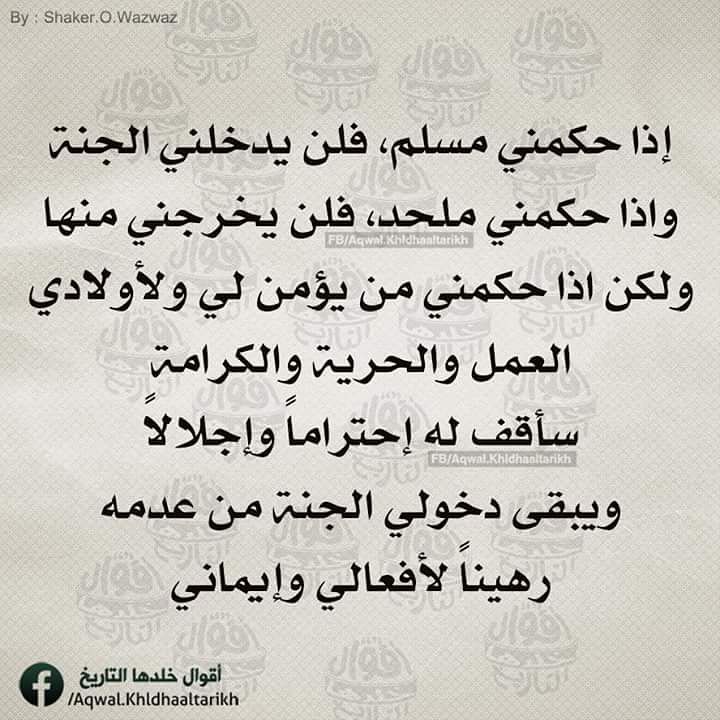 By : Shaker.O.Wazwaz
إذا حكمني مسلم، فلن يدخلني الجنة
واذا حكمني ملحد، فلن يخرجني منها
FB/Aqwal.Khldhaaltarikh
ولكن اذا حكمني من يؤمن لي ولأولادي
العمل والحرية والكرامة
سأقف له إحتراماً وإجلالاً
FB/Aqwal.Khldhaaltarikh
ويبقى دخولي الجنة من عدمه
رهيناً لأفعالي وإيماني
أقوال خلدها التاريخ
/Aqwal.Khldhaaltarikh